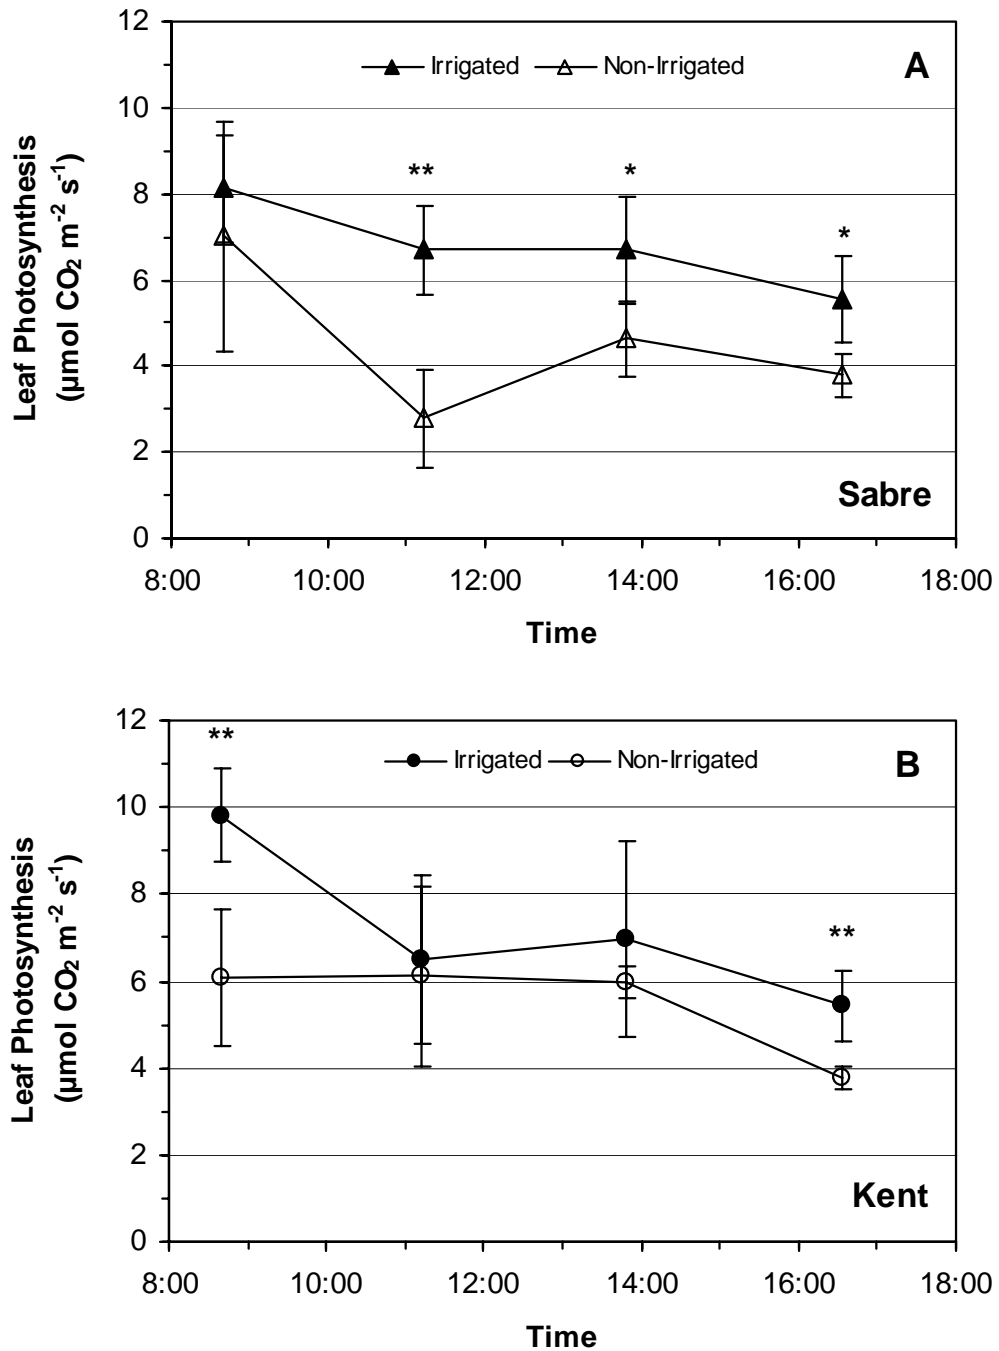 12
Irrigated Non-Irrigated A
10
**
*
8
*
6
4
2
Sabre
0
8:00 10:00 12:00 14:00 16:00 18:00
Time
Leaf Photosynthesis
(µmol CO₂ m⁻² s⁻¹)
12
**
Irrigated Non-Irrigated B
10
8
**
6
4
2
Kent
0
8:00 10:00 12:00 14:00 16:00 18:00
Time
Leaf Photosynthesis
(µmol CO₂ m⁻² s⁻¹)